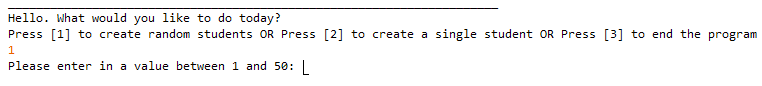 Hello. What would you like to do today?
Press [1] to create random students OR Press [2] to create a single student OR Press [3] to end the program
1
Please enter in a value between 1 and 50: